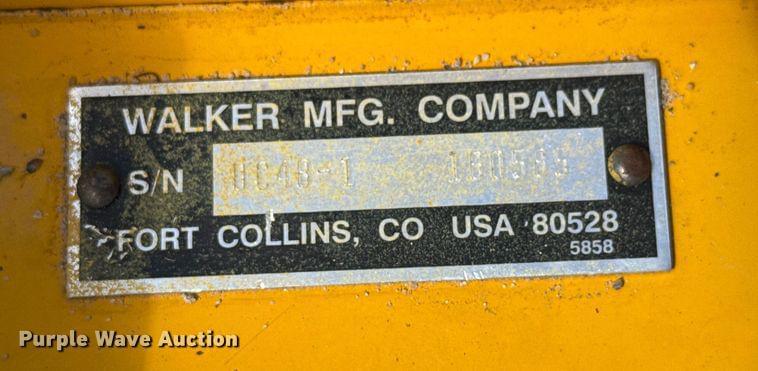 WALKER MFG. COMPANY
S/N
FORT COLLINS, CO USA 80528
5858
Purple Wave Auction